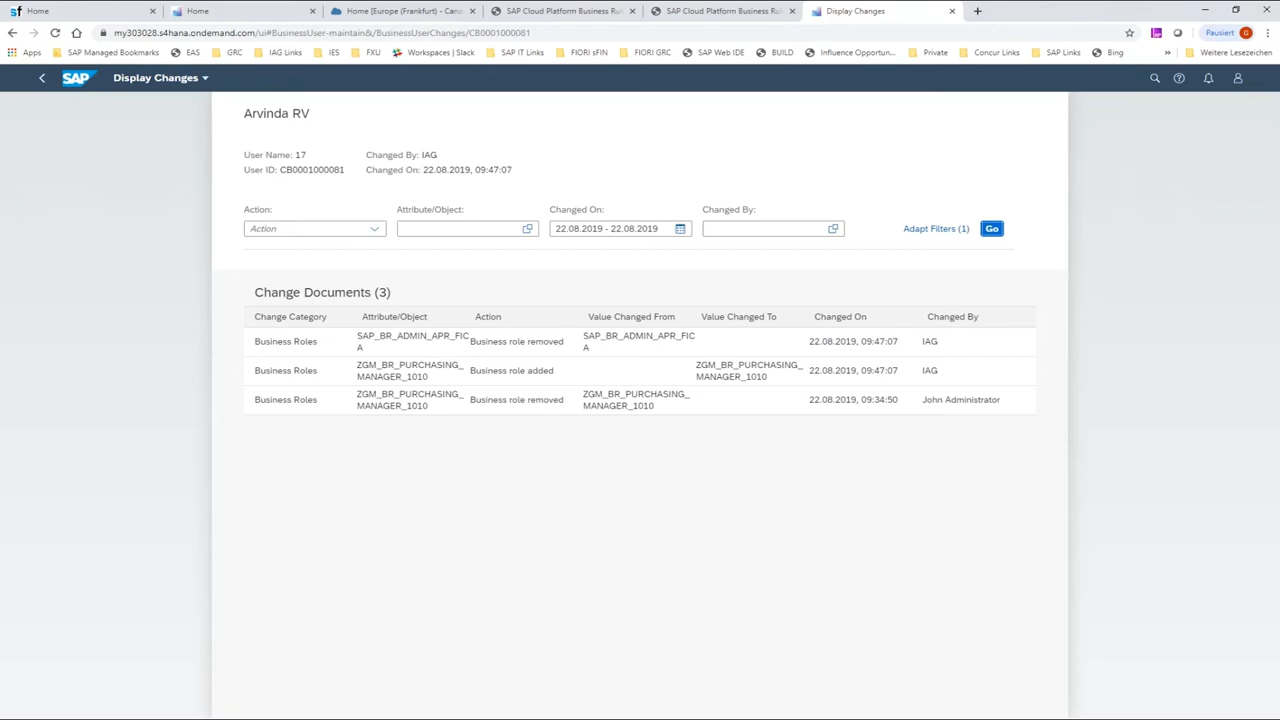 Home
Home
Home [Europe (Frankfurt) - Cana
SAP Cloud Platform Business Rul
SAP Cloud Platform Business Rul
Display Changes
my303028.s4hana.ondemand.com/ui#BusinessUser-maintain&/BusinessUserChanges/CB0001000081
Pausiert
G
Apps
SAP Managed Bookmarks
EAS
GRC
IAG Links
IES
FXU
Workspaces | Slack
SAP IT Links
FIORI sFIN
FIORI GRC
SAP Web IDE
BUILD
Influence Opportun...
Private
Concur Links
SAP Links
Bing
»
Weitere Lesezeichen
SAP
Display Changes
Arvinda RV
User Name: 17
Changed By: IAG
User ID: CB0001000081
Changed On: 22.08.2019, 09:47:07
Action:
Attribute/Object:
Changed On:
Changed By:
Action
22.08.2019 - 22.08.2019
Adapt Filters (1)
Go
Change Documents (3)
Change Category
Attribute/Object
Action
Value Changed From
Value Changed To
Changed On
Changed By
Business Roles
SAP_BR_ADMIN_APR_FIC
A
Business role removed
SAP_BR_ADMIN_APR_FIC
A
22.08.2019, 09:47:07
IAG
Business Roles
ZGM_BR_PURCHASING_
MANAGER_1010
Business role added
ZGM_BR_PURCHASING_
MANAGER_1010
22.08.2019, 09:47:07
IAG
Business Roles
ZGM_BR_PURCHASING_
MANAGER_1010
Business role removed
ZGM_BR_PURCHASING_
MANAGER_1010
22.08.2019, 09:34:50
John Administrator